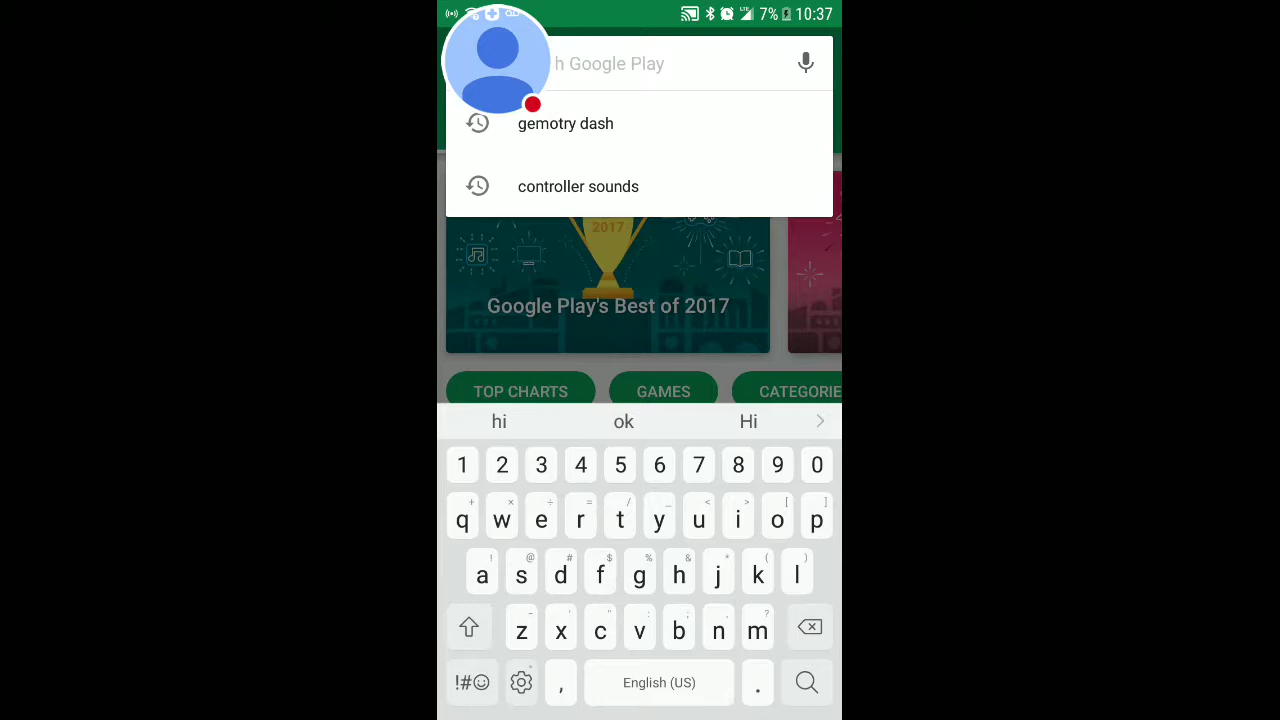 LTE 7% 10:37
h Google Play
gemotry dash
controller sounds
2017
Google Play's Best of 2017
TOP CHARTS GAMES CATEGORIE
hi ok Hi
1 2 3 4 5 6 7 8 9 0
+ × ÷ = / _ < > [ ]
q w e r t y u i o p
! @ # $ % & * ( )
a s d f g h j k l
- ' " : ; , ?
z x c v b n m
!#☺ , English (US) .